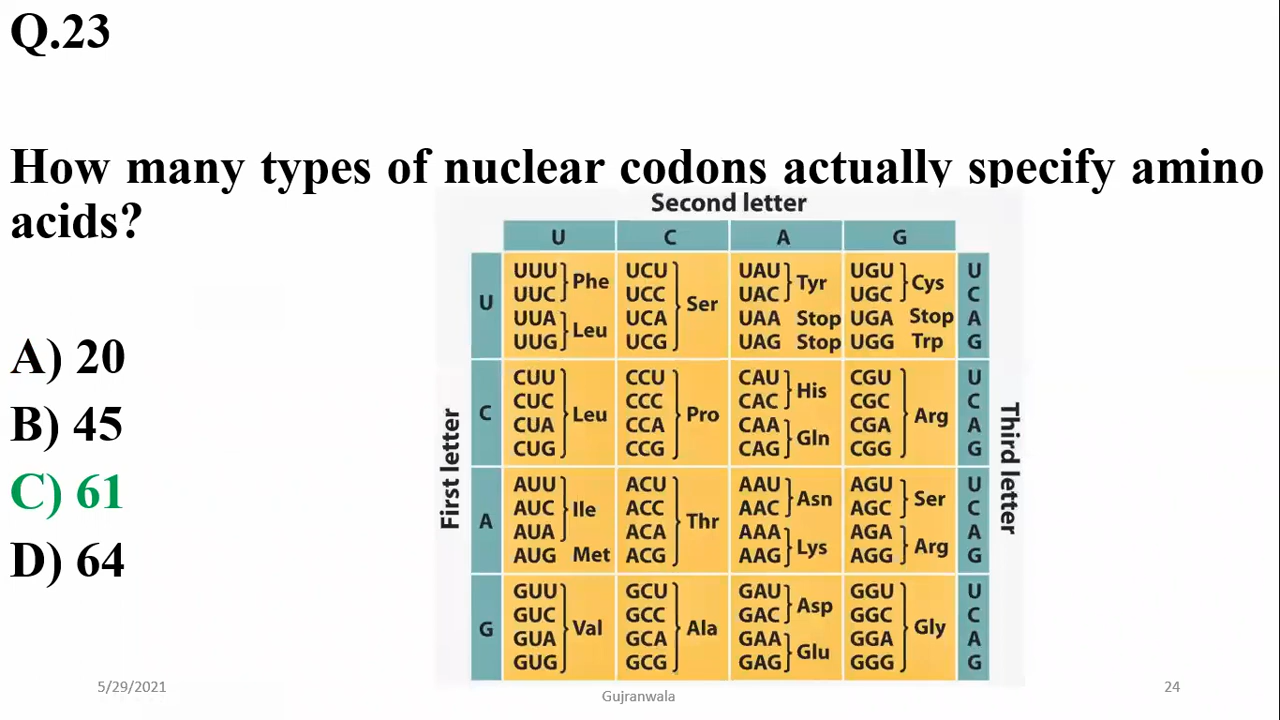 Q.23
How many types of nuclear codons actually specify amino
acids?
A) 20
B) 45
C) 61
D) 64
Second letter
U C A G
First letter
Third letter
U
UUU UCU UAU UGU U
UUC Phe UCC UAC Tyr UGC Cys C
UUA UCA Ser UAA Stop UGA Stop A
UUG Leu UCG UAG Stop UGG Trp G
C
CUU CCU CAU CGU U
CUC CCC CAC His CGC C
CUA Leu CCA Pro CAA CGA Arg A
CUG CCG CAG Gln CGG G
A
AUU ACU AAU AGU U
AUC Ile ACC AAC Asn AGC Ser C
AUA ACA Thr AAA AGA A
AUG Met ACG AAG Lys AGG Arg G
G
GUU GCU GAU GGU U
GUC GCC GAC Asp GGC C
GUA Val GCA Ala GAA GGA Gly A
GUG GCG GAG Glu GGG G
5/29/2021
Gujranwala
24